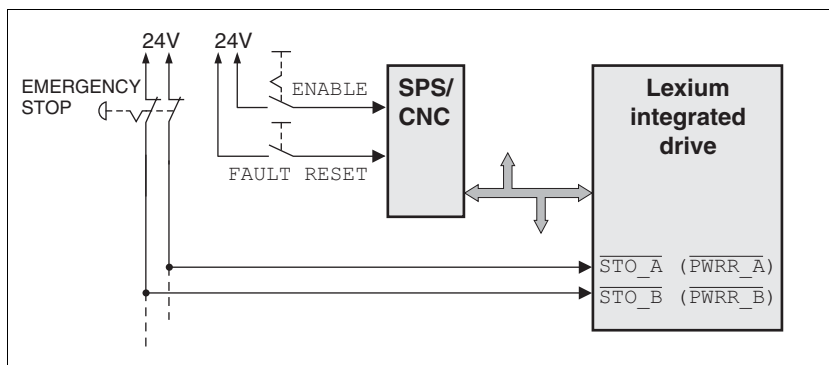 24V 24V
EMERGENCY
STOP
ENABLE
FAULT RESET
SPS/
CNC
Lexium
integrated
drive
STO_A (PWRR_A)
STO_B (PWRR_B)